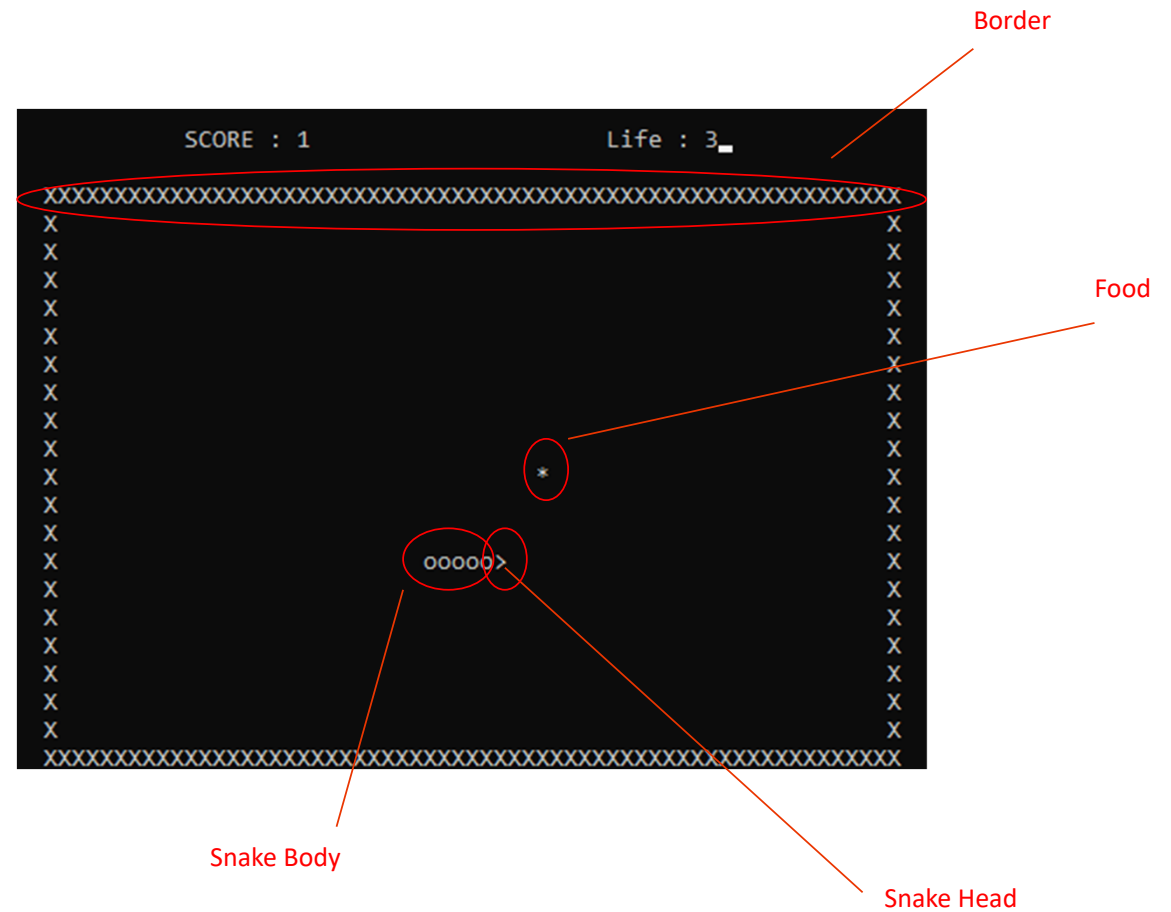 Border
SCORE : 1 Life : 3
XXXXXXXXXXXXXXXXXXXXXXXXXXXXXXXXXXXXXXXXXXXXXXXXXXXXXXXXXXXXX
X X
X X
X X
Food
X X
X X
X X
X X
X X
X X
X * X
X X
X X
X ooooo> X
X X
X X
X X
X X
X X
X X
XXXXXXXXXXXXXXXXXXXXXXXXXXXXXXXXXXXXXXXXXXXXXXXXXXXXXXXXXXXXX
Snake Body
Snake Head